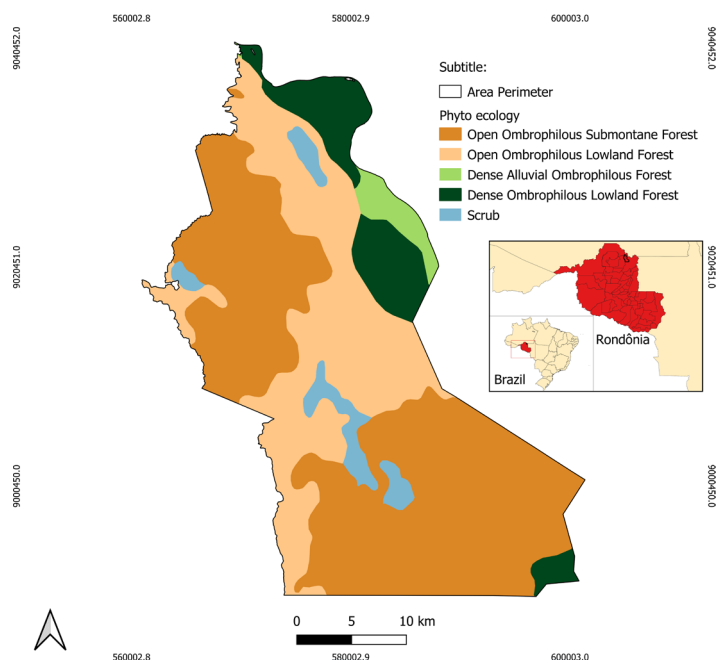 560002.8 580002.9 600003.0
9040452.0 9040452.0
Subtitle:
Area Perimeter
Phyto ecology
Open Ombrophilous Submontane Forest
Open Ombrophilous Lowland Forest
Dense Alluvial Ombrophilous Forest
Dense Ombrophilous Lowland Forest
Scrub
9020451.0 9020451.0
Rondônia
Brazil
9000450.0 9000450.0
0 5 10 km
560002.8 580002.9 600003.0